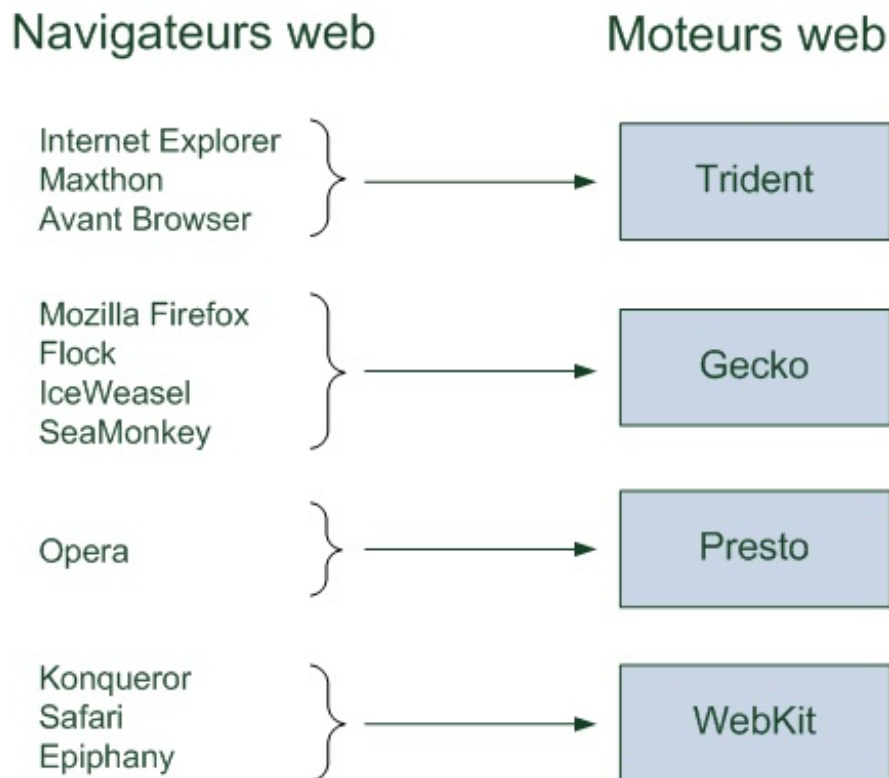 Navigateurs web
Moteurs web
Internet Explorer
Maxthon
Avant Browser
Trident
Mozilla Firefox
Flock
IceWeasel
SeaMonkey
Gecko
Opera
Presto
Konqueror
Safari
Epiphany
WebKit